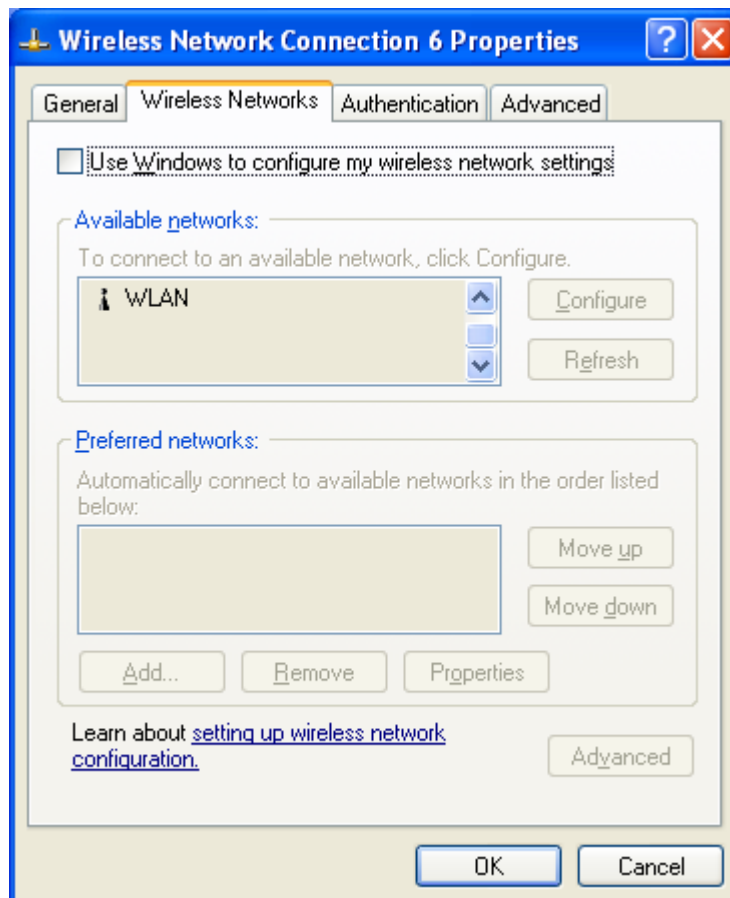 Wireless Network Connection 6 Properties
General Wireless Networks Authentication Advanced
Use Windows to configure my wireless network settings
Available networks:
To connect to an available network, click Configure.
WLAN
Configure
Refresh
Preferred networks:
Automatically connect to available networks in the order listed
below:
Move up
Move down
Add... Remove Properties
Learn about setting up wireless network
configuration.
Advanced
OK Cancel